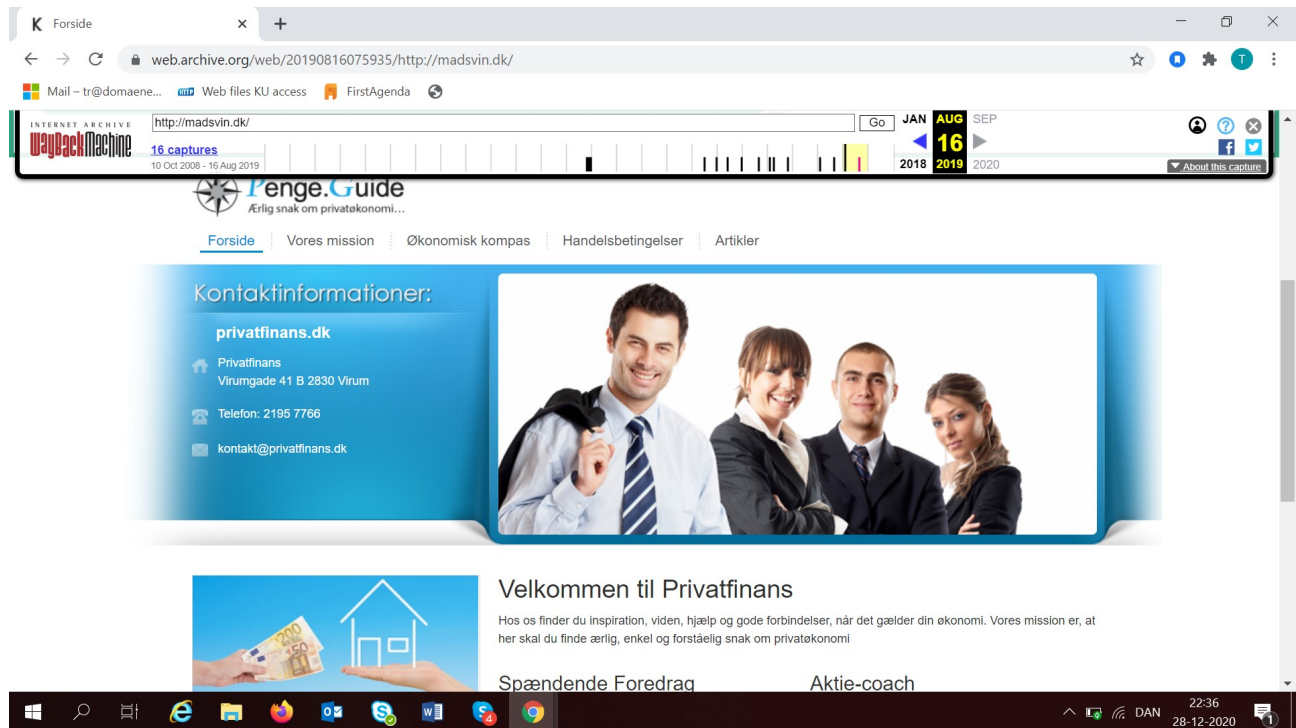 K Forside
web.archive.org/web/20190816075935/http://madsvin.dk/
T
Mail – tr@domaene... Web files KU access FirstAgenda
INTERNET ARCHIVE
WayBackMachine
http://madsvin.dk/ Go
JAN AUG SEP
16 captures
16
10 Oct 2008 – 16 Aug 2019
2018 2019 2020
About this capture
Penge.Guide
Ærlig snak om privatøkonomi...
Forside Vores mission Økonomisk kompas Handelsbetingelser Artikler
Kontaktinformationer:
privatfinans.dk
Privatfinans
Virumgade 41 B 2830 Virum
Telefon: 2195 7766
kontakt@privatfinans.dk
Velkommen til Privatfinans
Hos os finder du inspiration, viden, hjælp og gode forbindelser, når det gælder din økonomi. Vores mission er, at
her skal du finde ærlig, enkel og forståelig snak om privatøkonomi
Spændende Foredrag Aktie-coach
200
50
DAN
22:36
28-12-2020